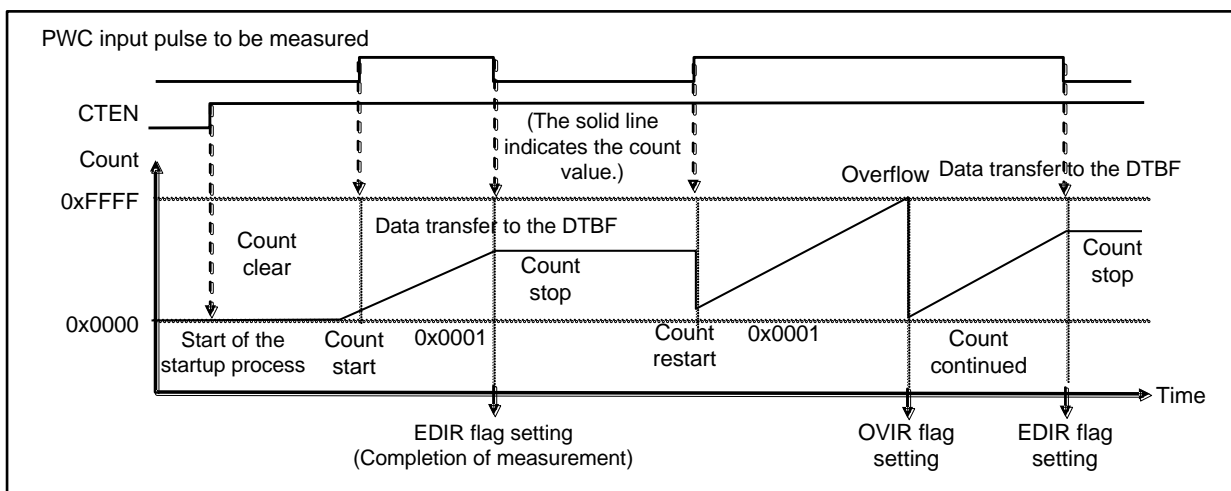 PWC input pulse to be measured
CTEN
(The solid line
indicates the count
value.)
Count
Overflow
Data transfer to the DTBF
0xFFFF
Data transfer to the DTBF
Count
clear
Count
stop
Count
stop
0x0000
Start of the
startup process
Count
start
0x0001
Count
restart
0x0001
Count
continued
Time
EDIR flag setting
(Completion of measurement)
OVIR flag
setting
EDIR flag
setting